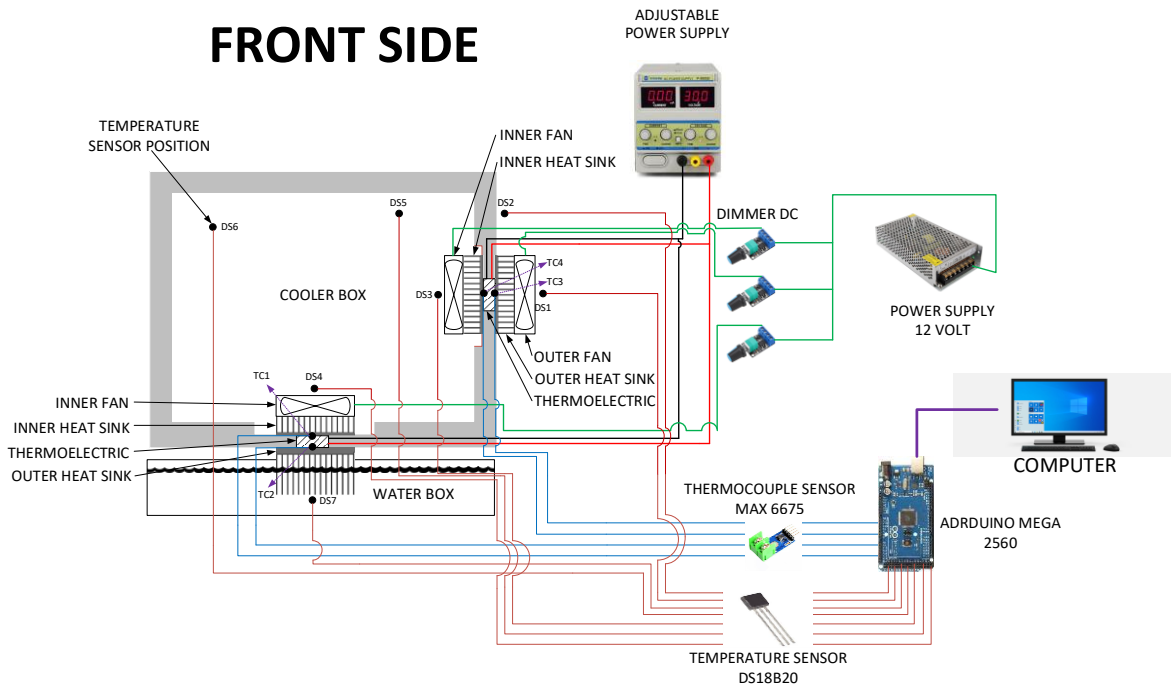 FRONT SIDE
ADJUSTABLE
POWER SUPPLY
000
300
TEMPERATURE
SENSOR POSITION
INNER FAN
INNER HEAT SINK
DS6
DS5
DS2
DIMMER DC
TC4
TC3
COOLER BOX
DS3
DS1
POWER SUPPLY
12 VOLT
OUTER FAN
OUTER HEAT SINK
THERMOELECTRIC
TC1
DS4
INNER FAN
INNER HEAT SINK
THERMOELECTRIC
OUTER HEAT SINK
TC2
DS7
WATER BOX
COMPUTER
THERMOCOUPLE SENSOR
MAX 6675
ADRDUINO MEGA
2560
TEMPERATURE SENSOR
DS18B20